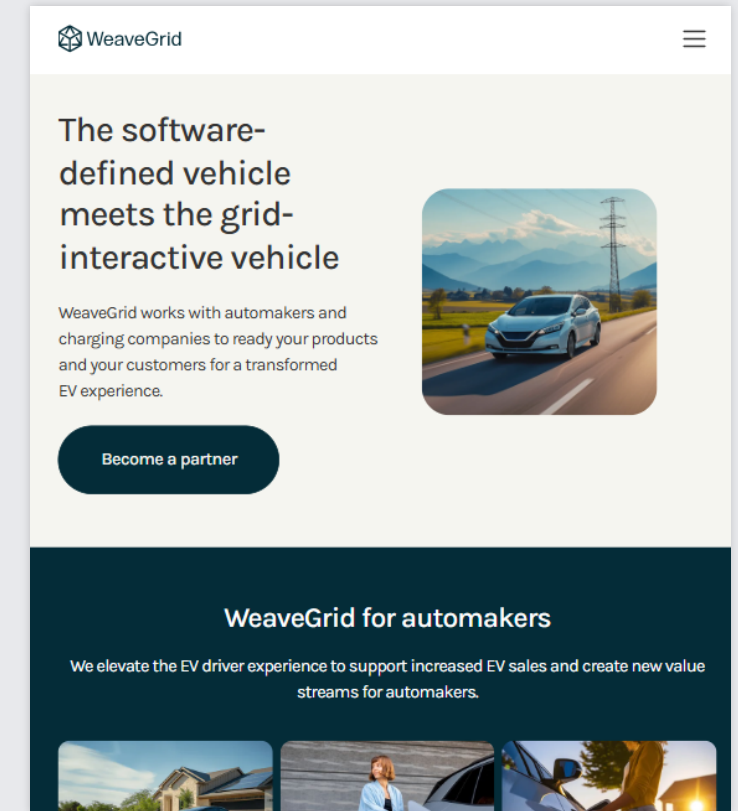 WeaveGrid
The software-
defined vehicle
meets the grid-
interactive vehicle
WeaveGrid works with automakers and
charging companies to ready your products
and your customers for a transformed
EV experience.
Become a partner
WeaveGrid for automakers
We elevate the EV driver experience to support increased EV sales and create new value
streams for automakers.